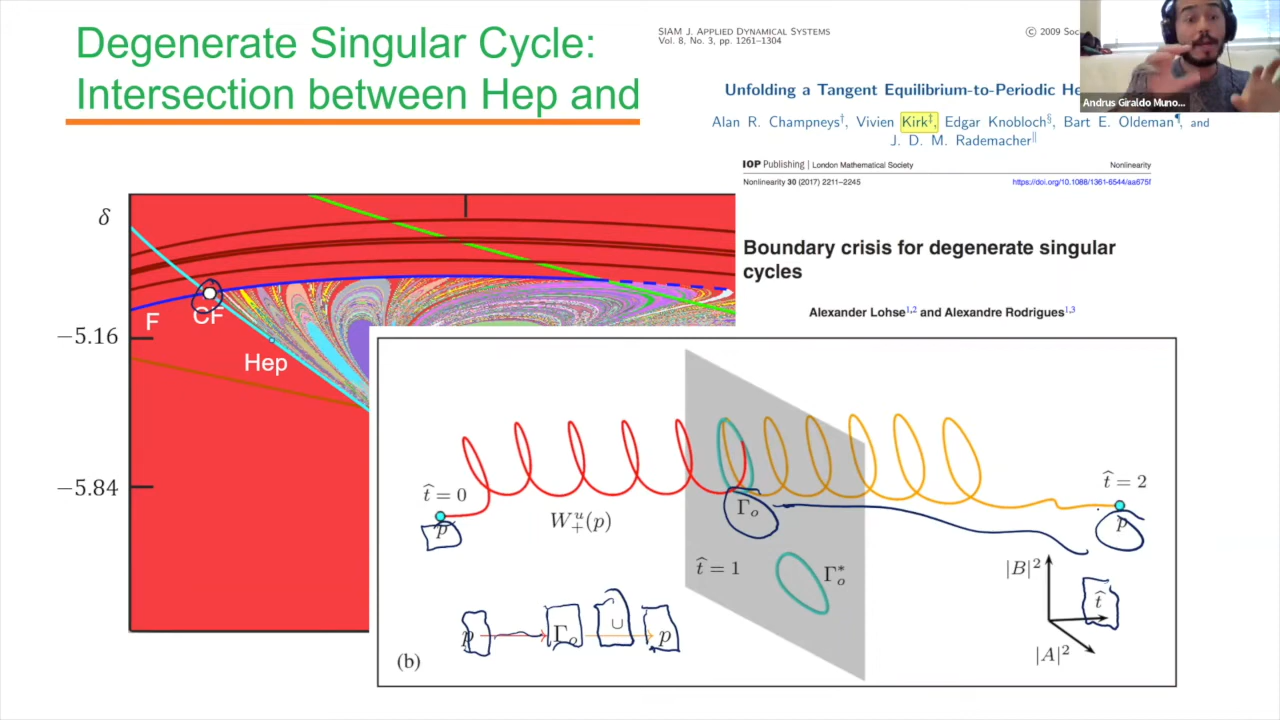 Degenerate Singular Cycle:
Intersection between Hep and
SIAM J. APPLIED DYNAMICAL SYSTEMS
Vol. 8, No. 3, pp. 1261–1304
© 2009 Soc
Unfolding a Tangent Equilibrium-to-Periodic He
Alan R. Champneys†, Vivien Kirk‡, Edgar Knobloch§, Bart E. Oldeman¶, and
J. D. M. Rademacher‖
Andrus Giraldo Muno...
IOP Publishing | London Mathematical Society
Nonlinearity
Nonlinearity 30 (2017) 2211–2245
https://doi.org/10.1088/1361-6544/aa675f
Boundary crisis for degenerate singular
cycles
Alexander Lohse1,2 and Alexandre Rodrigues1,3
δ
F
CF
−5.16
Hep
−5.84
t̂ = 0
p
W₊ᵘ(p)
Γₒ
t̂ = 2
p
t̂ = 1
Γₒ*
|B|²
t̂
|A|²
p
Γₒ
∪
p
(b)